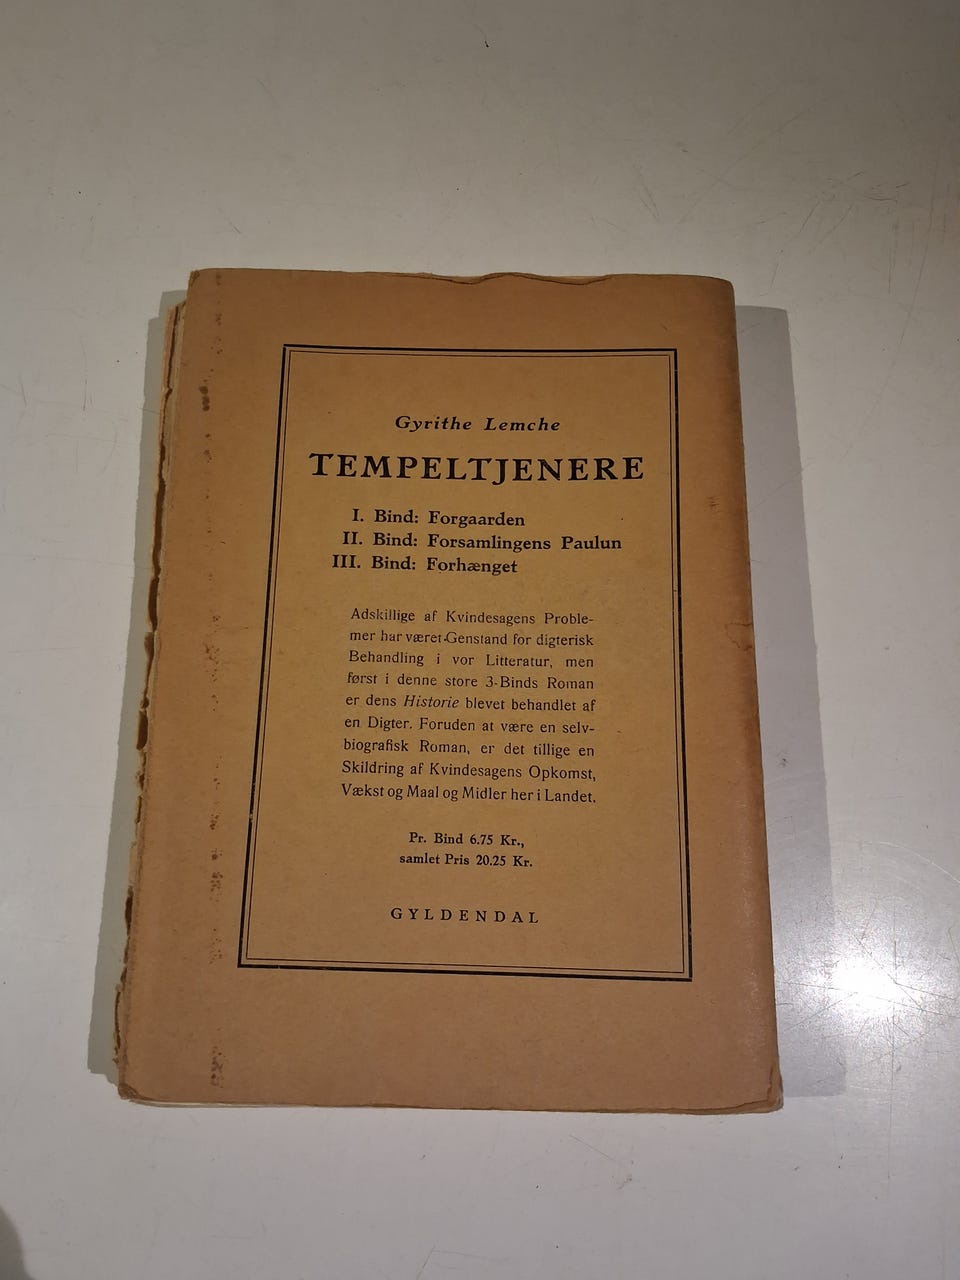 Gyrithe Lemche
TEMPELTJENERE
I. Bind: Forgaarden
II. Bind: Forsamlingens Paulun
III. Bind: Forhænget
Adskillige af Kvindesagens Proble-
mer har været Genstand for digterisk
Behandling i vor Litteratur, men
først i denne store 3-Binds Roman
er dens Historie blevet behandlet af
en Digter. Foruden at være en selv-
biografisk Roman, er det tillige en
Skildring af Kvindesagens Opkomst,
Vækst og Maal og Midler her i Landet.
Pr. Bind 6.75 Kr.,
samlet Pris 20.25 Kr.
GYLDENDAL